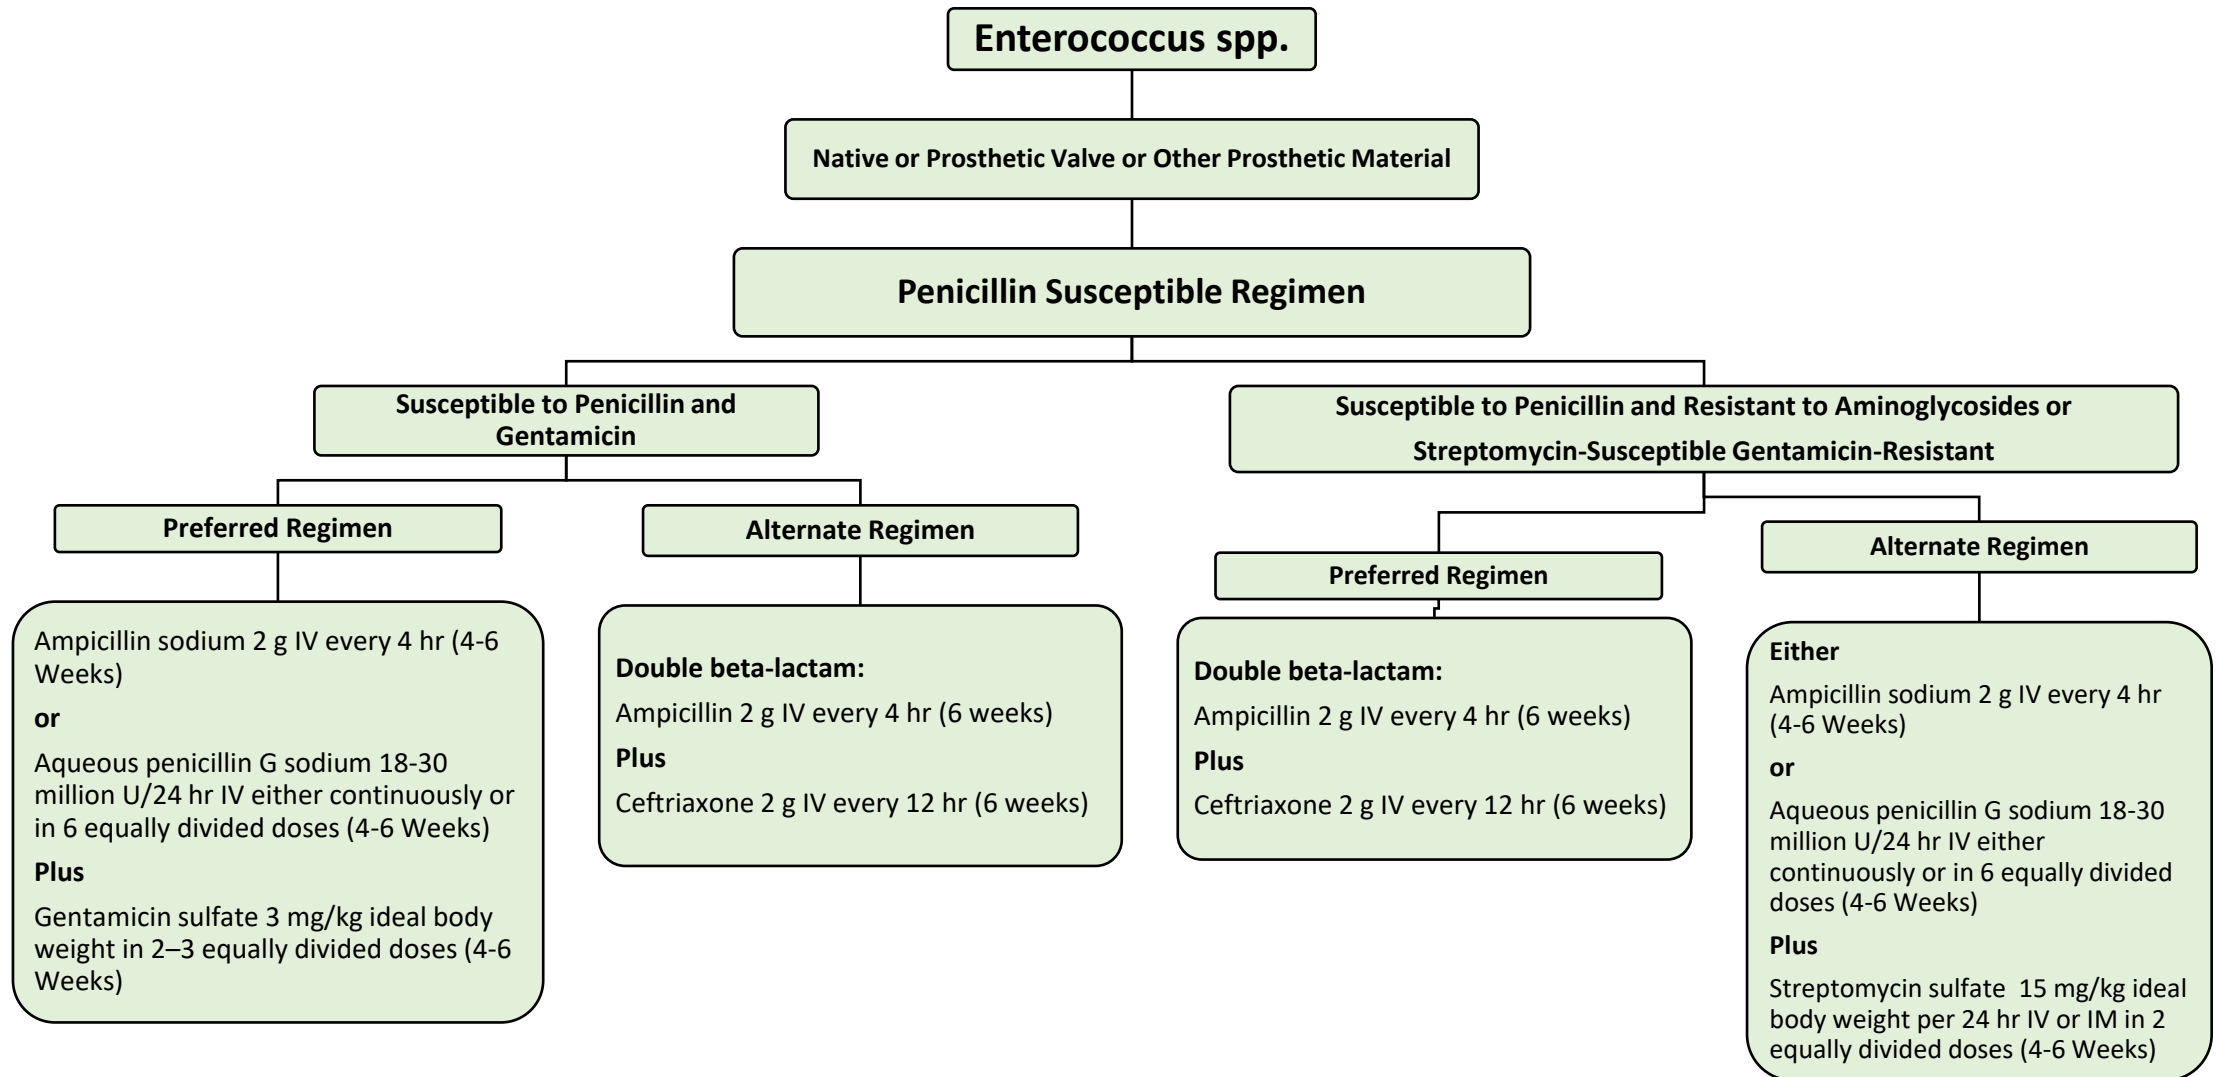 Enterococcus spp.
Native or Prosthetic Valve or Other Prosthetic Material
Penicillin Susceptible Regimen
Susceptible to Penicillin and
Gentamicin
Preferred Regimen
Ampicillin sodium 2 g IV every 4 hr (4-6
Weeks)
or
Aqueous penicillin G sodium 18-30
million U/24 hr IV either continuously or
in 6 equally divided doses (4-6 Weeks)
Plus
Gentamicin sulfate 3 mg/kg ideal body
weight in 2–3 equally divided doses (4-6
Weeks)
Alternate Regimen
Double beta-lactam:
Ampicillin 2 g IV every 4 hr (6 weeks)
Plus
Ceftriaxone 2 g IV every 12 hr (6 weeks)
Susceptible to Penicillin and Resistant to Aminoglycosides or
Streptomycin-Susceptible Gentamicin-Resistant
Preferred Regimen
Double beta-lactam:
Ampicillin 2 g IV every 4 hr (6 weeks)
Plus
Ceftriaxone 2 g IV every 12 hr (6 weeks)
Alternate Regimen
Either
Ampicillin sodium 2 g IV every 4 hr
(4-6 Weeks)
or
Aqueous penicillin G sodium 18-30
million U/24 hr IV either
continuously or in 6 equally divided
doses (4-6 Weeks)
Plus
Streptomycin sulfate  15 mg/kg ideal
body weight per 24 hr IV or IM in 2
equally divided doses (4-6 Weeks)